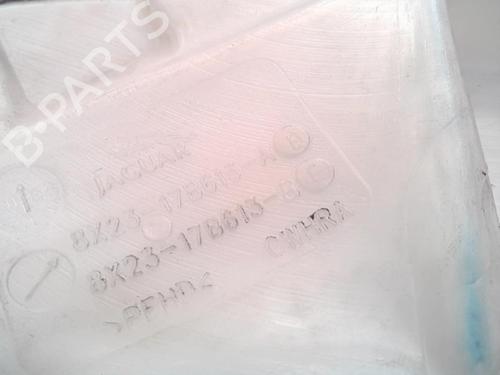 B-PARTS
JAGUAR
8X23-17B613-A B
8X23-17B613-B
CWHRA
>PEHD<